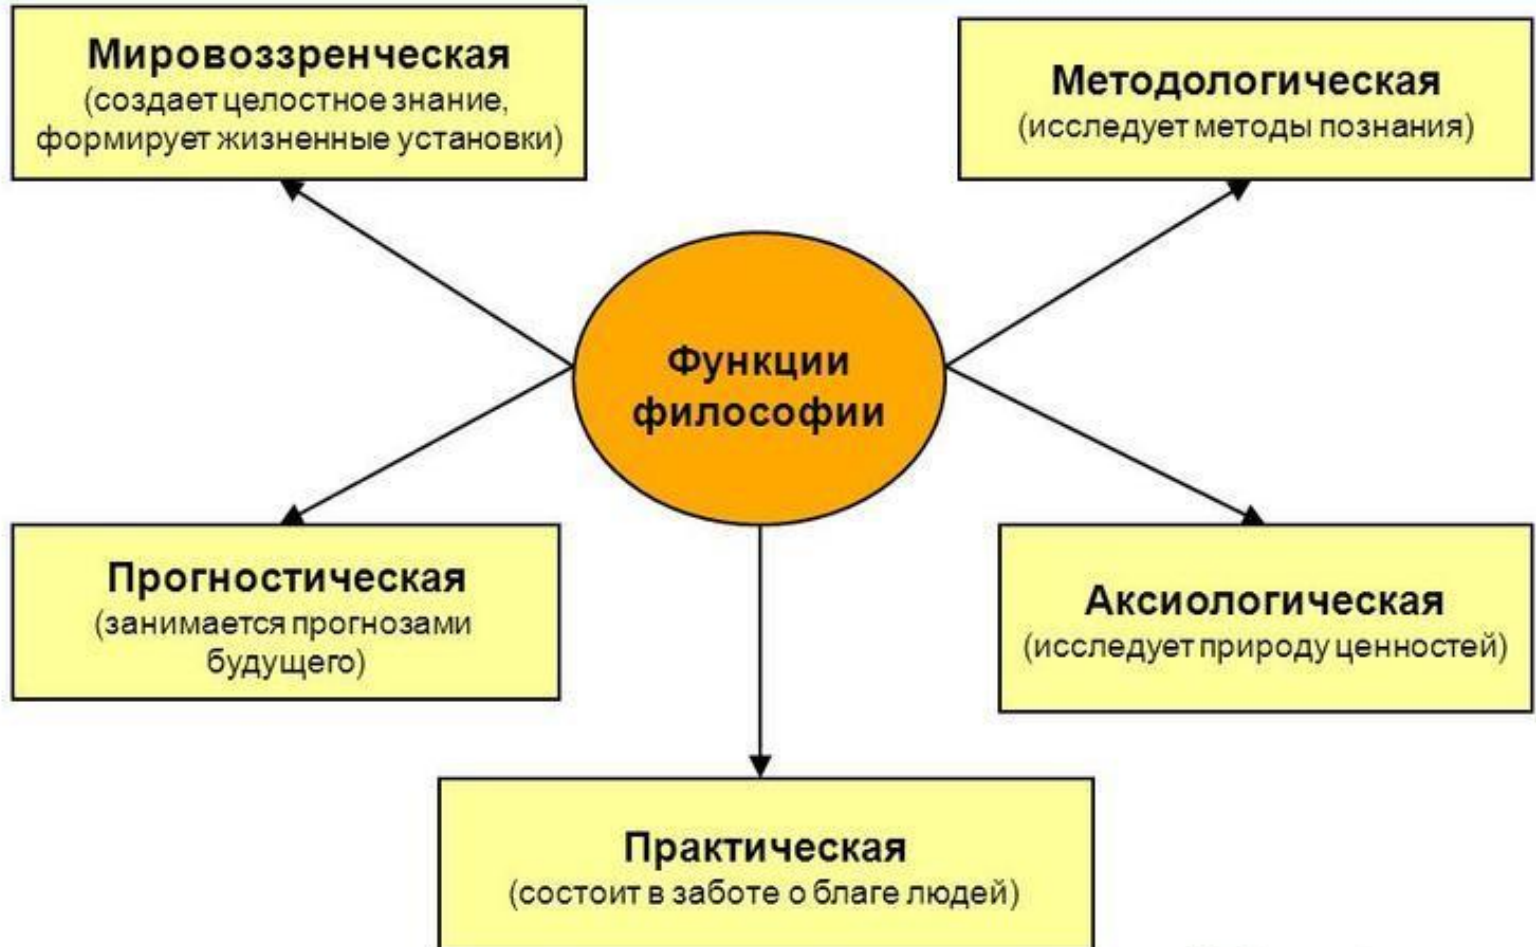 Мировоззренческая
(создает целостное знание,
формирует жизненные установки)
Методологическая
(исследует методы познания)
Функции
философии
Прогностическая
(занимается прогнозами
будущего)
Аксиологическая
(исследует природу ценностей)
Практическая
(состоит в заботе о благе людей)